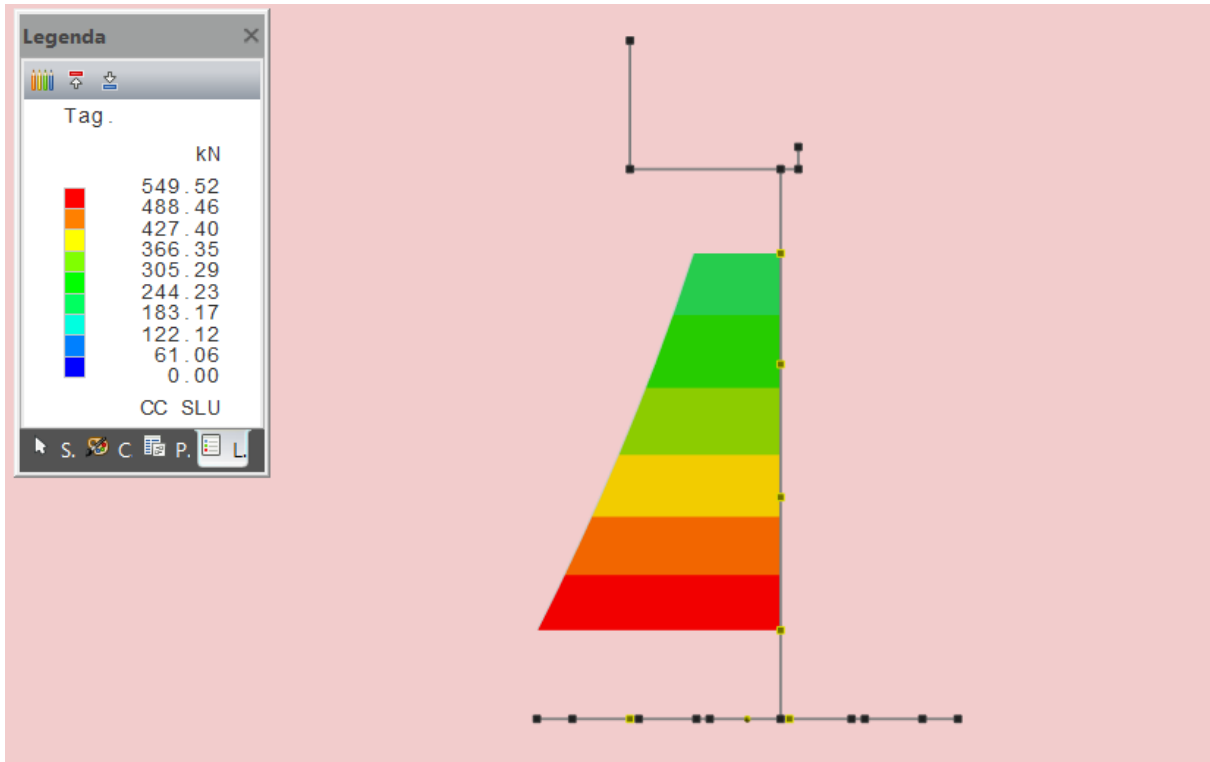 Legenda
Tag.
kN
549.52
488.46
427.40
366.35
305.29
244.23
183.17
122.12
61.06
0.00
CC SLU
S. C P. L.